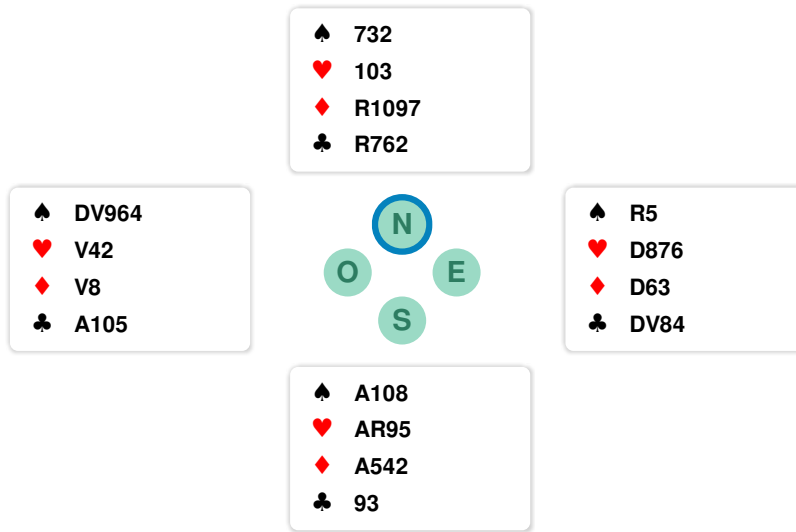 ♠ 732
♥ 103
♦ R1097
♣ R762
♠ DV964
♥ V42
♦ V8
♣ A105
N
O E
S
♠ R5
♥ D876
♦ D63
♣ DV84
♠ A108
♥ AR95
♦ A542
♣ 93